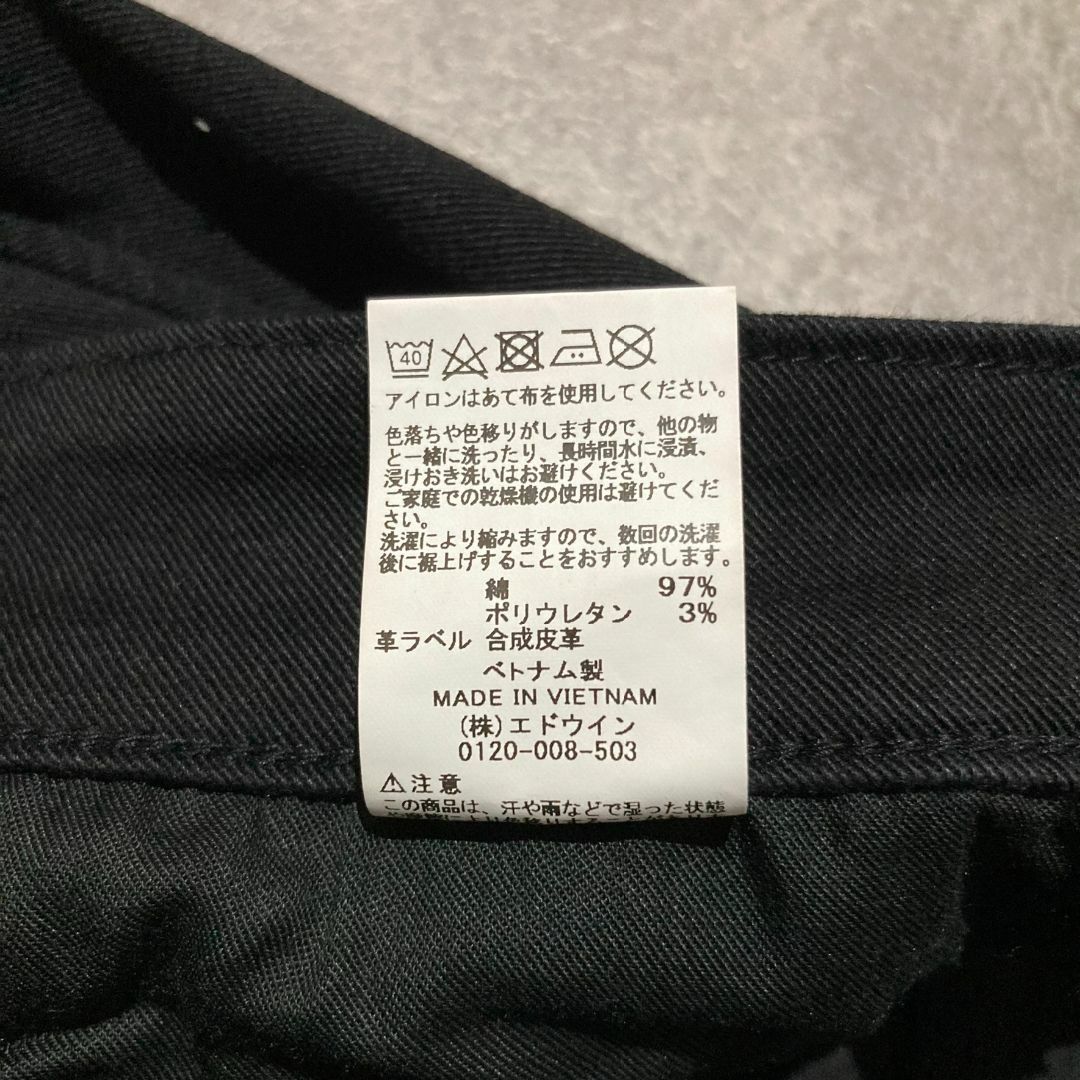 40
アイロンはあて布を使用してください。
色落ちや色移りがしますので、他の物
と一緒に洗ったり、長時間水に浸漬、
浸けおき洗いはお避けください。
ご家庭での乾燥機の使用は避けてくだ
さい。
洗濯により縮みますので、数回の洗濯
後に裾上げすることをおすすめします。
綿 97%
ポリウレタン 3%
革ラベル 合成皮革
ベトナム製
MADE IN VIETNAM
(株)エドウイン
0120-008-503
⚠注意
この商品は、汗や雨などで湿った状態